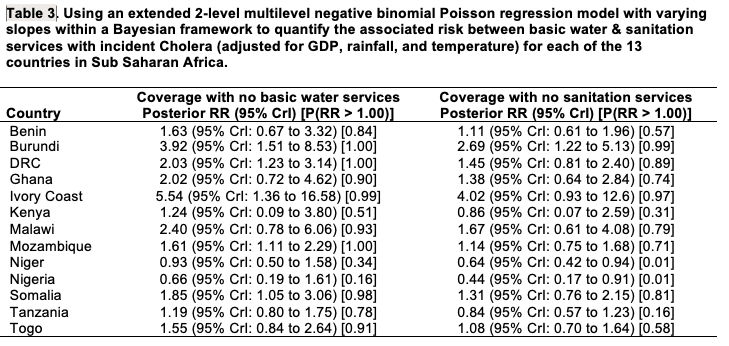 Table 3. Using an extended 2-level multilevel negative binomial Poisson regression model with varying
slopes within a Bayesian framework to quantify the associated risk between basic water & sanitation
services with incident Cholera (adjusted for GDP, rainfall, and temperature) for each of the 13
countries in Sub Saharan Africa.
Coverage with no basic water services Coverage with no sanitation services
Country Posterior RR (95% CrI) [P(RR > 1.00)] Posterior RR (95% CrI) [P(RR > 1.00)]
Benin 1.63 (95% CrI: 0.67 to 3.32) [0.84] 1.11 (95% CrI: 0.61 to 1.96) [0.57]
Burundi 3.92 (95% CrI: 1.51 to 8.53) [1.00] 2.69 (95% CrI: 1.22 to 5.13) [0.99]
DRC 2.03 (95% CrI: 1.23 to 3.14) [1.00] 1.45 (95% CrI: 0.81 to 2.40) [0.89]
Ghana 2.02 (95% CrI: 0.72 to 4.62) [0.90] 1.38 (95% CrI: 0.64 to 2.84) [0.74]
Ivory Coast 5.54 (95% CrI: 1.36 to 16.58) [0.99] 4.02 (95% CrI: 0.93 to 12.6) [0.97]
Kenya 1.24 (95% CrI: 0.09 to 3.80) [0.51] 0.86 (95% CrI: 0.07 to 2.59) [0.31]
Malawi 2.40 (95% CrI: 0.78 to 6.06) [0.93] 1.67 (95% CrI: 0.61 to 4.08) [0.79]
Mozambique 1.61 (95% CrI: 1.11 to 2.29) [1.00] 1.14 (95% CrI: 0.75 to 1.68) [0.71]
Niger 0.93 (95% CrI: 0.50 to 1.58) [0.34] 0.64 (95% CrI: 0.42 to 0.94) [0.01]
Nigeria 0.66 (95% CrI: 0.19 to 1.61) [0.16] 0.44 (95% CrI: 0.17 to 0.91) [0.01]
Somalia 1.85 (95% CrI: 1.05 to 3.06) [0.98] 1.31 (95% CrI: 0.76 to 2.15) [0.81]
Tanzania 1.19 (95% CrI: 0.80 to 1.75) [0.78] 0.84 (95% CrI: 0.57 to 1.23) [0.16]
Togo 1.55 (95% CrI: 0.84 to 2.64) [0.91] 1.08 (95% CrI: 0.70 to 1.64) [0.58]